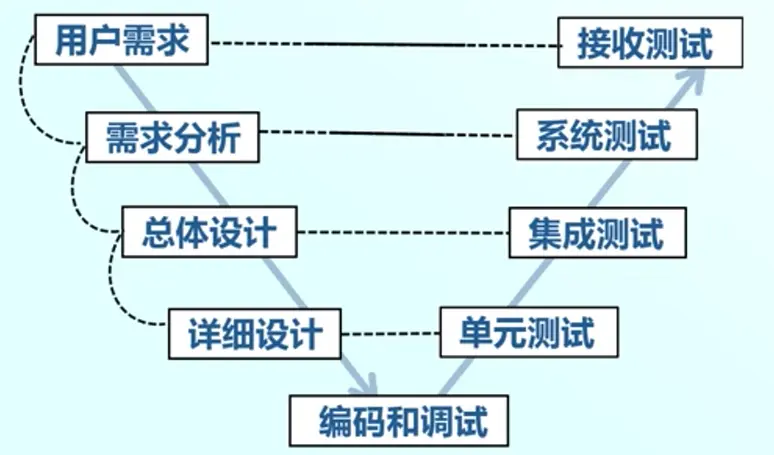 用户需求
接收测试
需求分析
系统测试
总体设计
集成测试
详细设计
单元测试
编码和调试